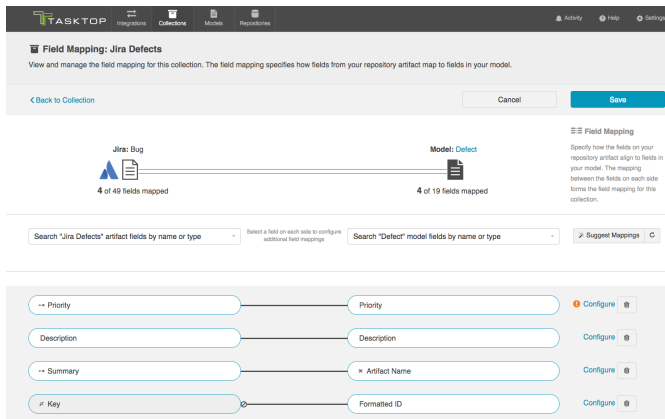 TASKTOP
Integrations
Collections
Models
Repositories
Activity
Help
Settings
Field Mapping: Jira Defects
View and manage the field mapping for this collection. The field mapping specifies how fields from your repository artifact map to fields in your model.
Back to Collection
Cancel
Save
Field Mapping
Specify how the fields on your
repository artifact align to fields in
your model. The mapping
between the fields on each side
forms the field mapping for this
collection.
Jira: Bug
Model: Defect
4 of 49 fields mapped
4 of 19 fields mapped
Search "Jira Defects" artifact fields by name or type
Select a field on each side to configure
additional field mappings
Search "Defect" model fields by name or type
Suggest Mappings
Priority
Priority
Configure
Description
Description
Configure
Summary
* Artifact Name
Configure
Key
Formatted ID
Configure